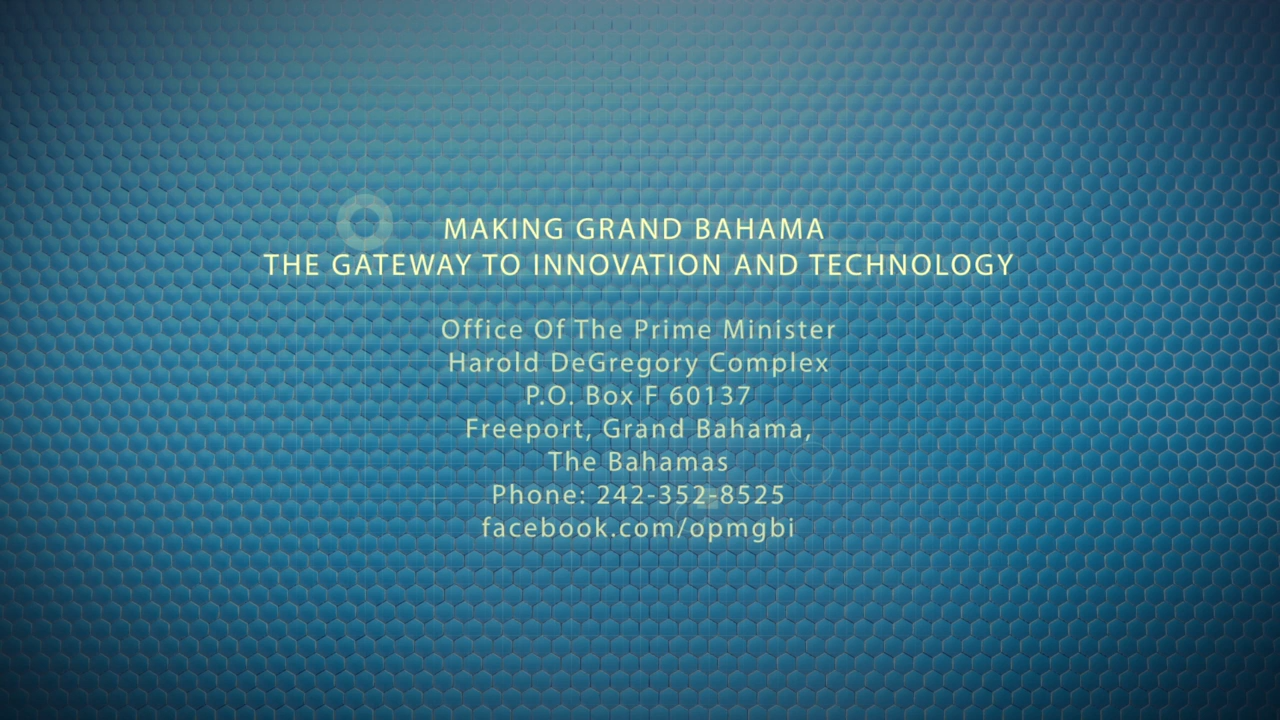 MAKING GRAND BAHAMA
THE GATEWAY TO INNOVATION AND TECHNOLOGY
Office Of The Prime Minister
Harold DeGregory Complex
P.O. Box F 60137
Freeport, Grand Bahama,
The Bahamas
Phone: 242-352-8525
facebook.com/opmgbi